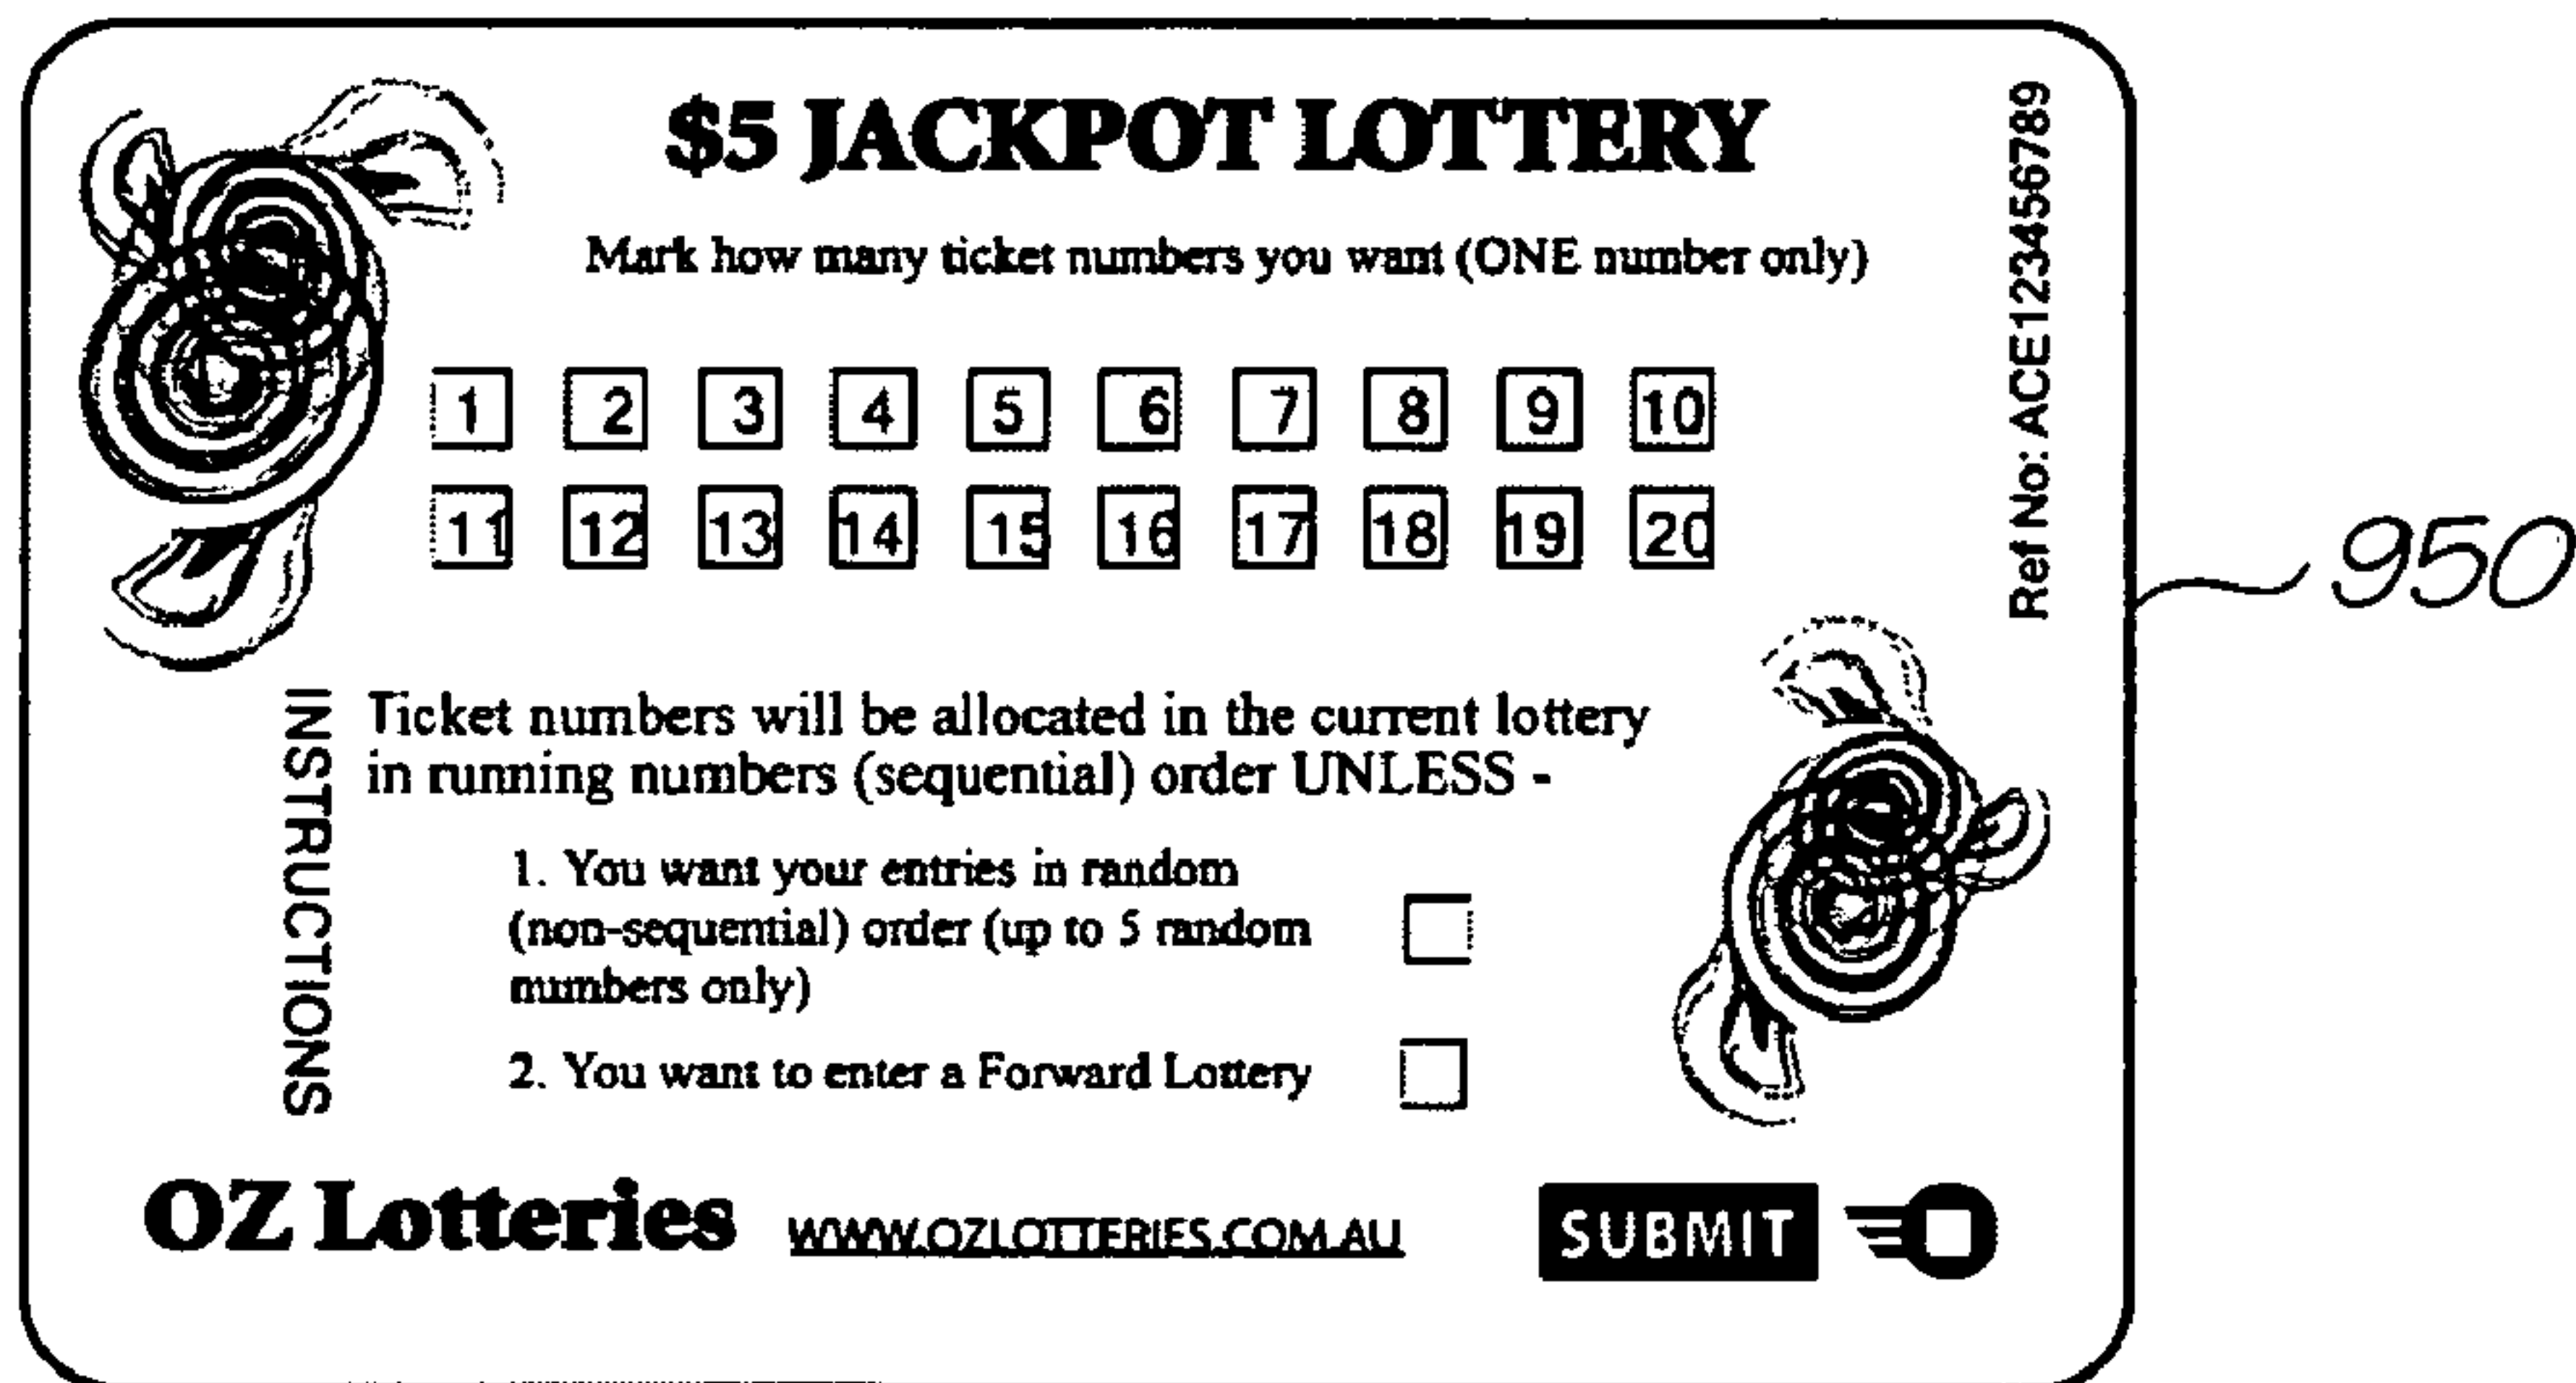 $5 JACKPOT LOTTERY
Mark how many ticket numbers you want (ONE number only)
1 2 3 4 5 6 7 8 9 10
11 12 13 14 15 16 17 18 19 20
Ref No: ACE123456789
950
INSTRUCTIONS
Ticket numbers will be allocated in the current lottery
in running numbers (sequential) order UNLESS -
1. You want your entries in random
(non-sequential) order (up to 5 random
numbers only)
2. You want to enter a Forward Lottery
OZ Lotteries
WWW.OZLOTTERIES.COM.AU
SUBMIT